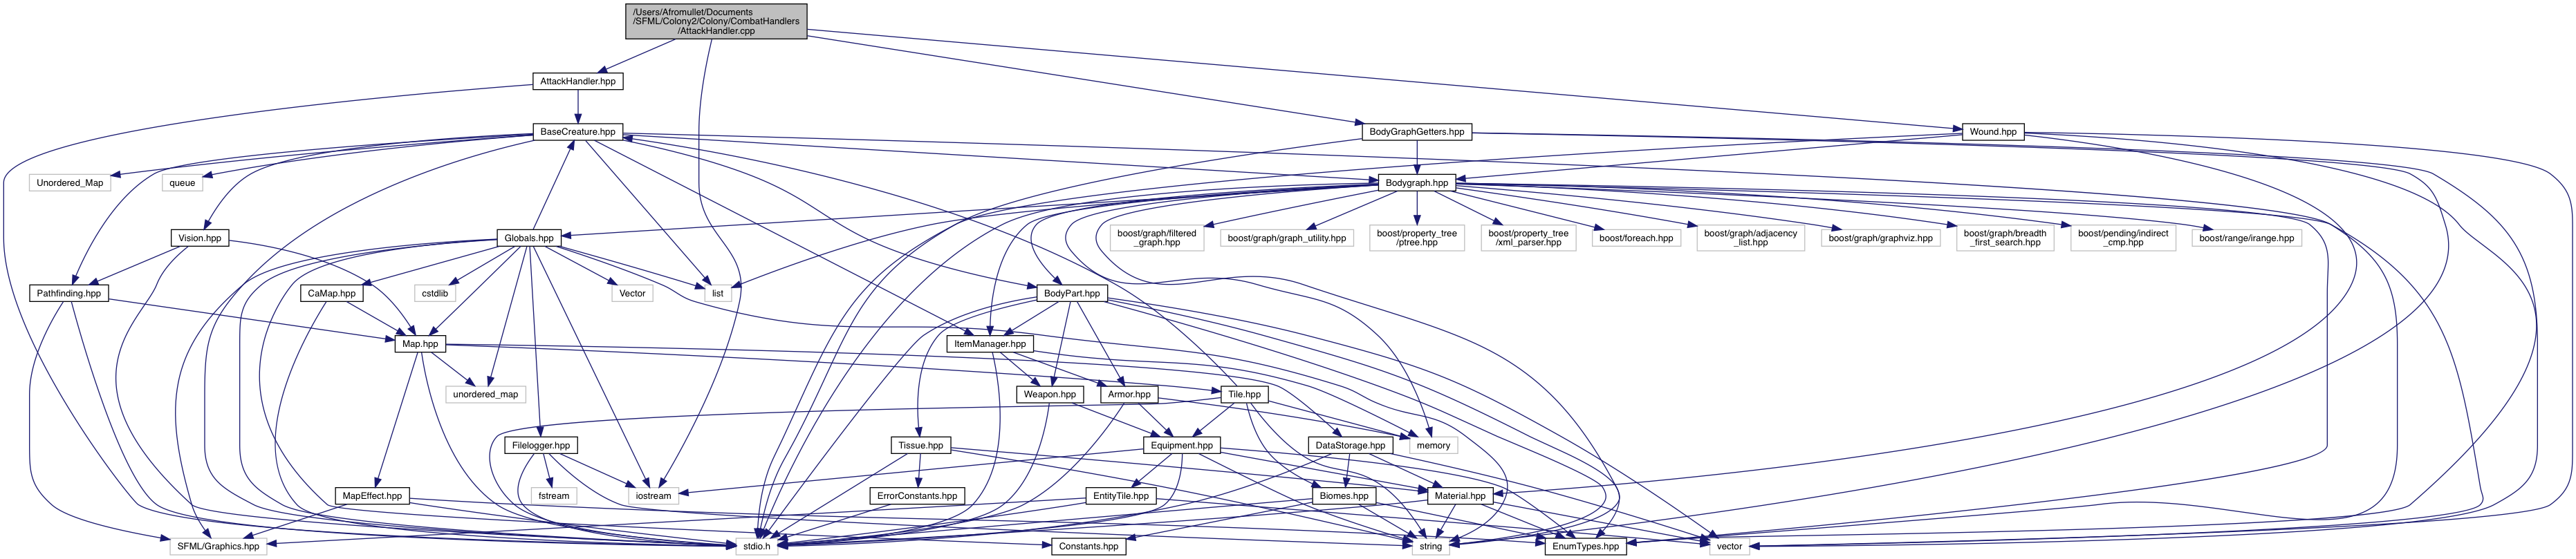 /Users/Afromullet/Documents
/SFML/Colony2/Colony/CombatHandlers
/AttackHandler.cpp
AttackHandler.hpp
BaseCreature.hpp
BodyGraphGetters.hpp
Wound.hpp
Unordered_Map
queue
Bodygraph.hpp
Vision.hpp
Globals.hpp
boost/graph/filtered
_graph.hpp
boost/graph/graph_utility.hpp
boost/property_tree
/ptree.hpp
boost/property_tree
/xml_parser.hpp
boost/foreach.hpp
boost/graph/adjacency
_list.hpp
boost/graph/graphviz.hpp
boost/graph/breadth
_first_search.hpp
boost/pending/indirect
_cmp.hpp
boost/range/irange.hpp
Pathfinding.hpp
CaMap.hpp
cstdlib
Vector
list
BodyPart.hpp
Map.hpp
ItemManager.hpp
unordered_map
Weapon.hpp
Armor.hpp
Tile.hpp
Filelogger.hpp
Tissue.hpp
Equipment.hpp
DataStorage.hpp
memory
MapEffect.hpp
fstream
iostream
ErrorConstants.hpp
EntityTile.hpp
Biomes.hpp
Material.hpp
SFML/Graphics.hpp
stdio.h
Constants.hpp
string
EnumTypes.hpp
vector